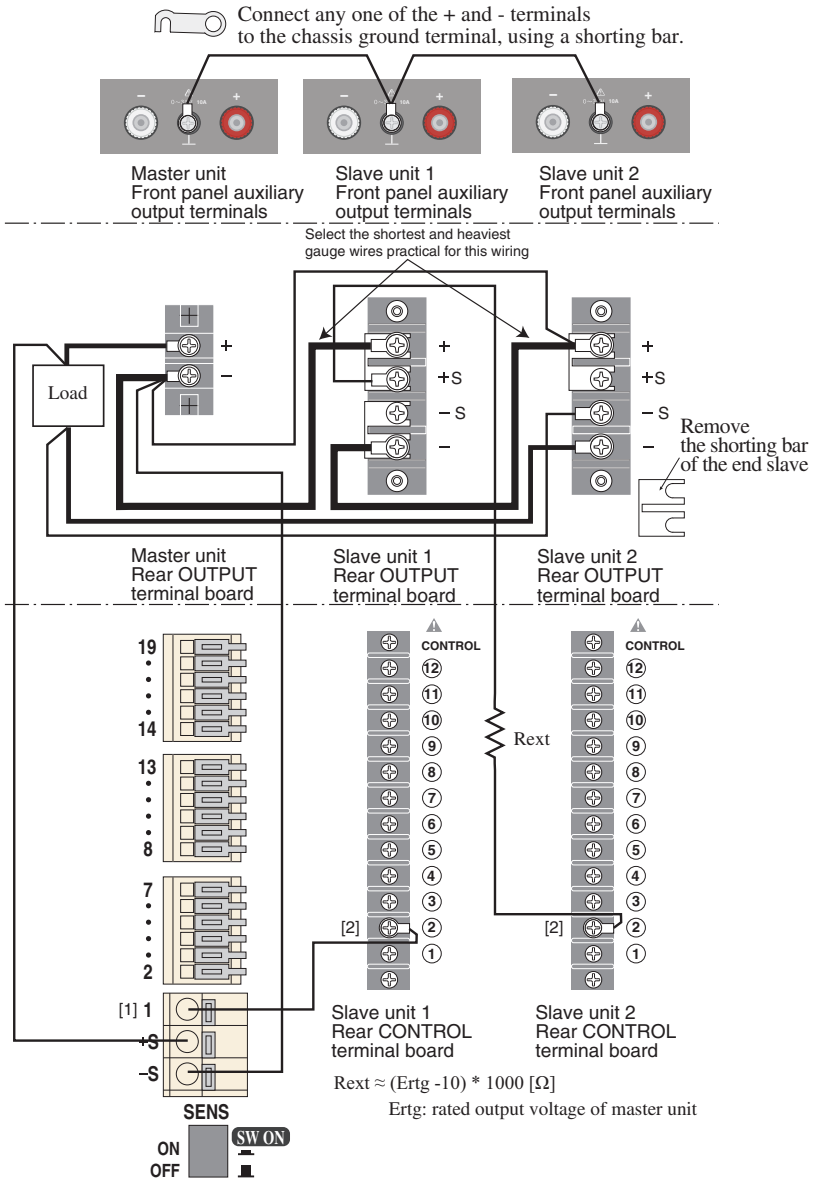 Connect any one of the + and - terminals
to the chassis ground terminal, using a shorting bar.
− +
10A
− +
10A
− +
10A
Master unit
Front panel auxiliary
output terminals
Slave unit 1
Front panel auxiliary
output terminals
Slave unit 2
Front panel auxiliary
output terminals
Select the shortest and heaviest
gauge wires practical for this wiring
Load
+
−
+
+S
− S
−
+
+S
− S
−
Remove
the shorting bar
of the end slave
Master unit
Rear OUTPUT
terminal board
Slave unit 1
Rear OUTPUT
terminal board
Slave unit 2
Rear OUTPUT
terminal board
19
14
13
8
7
2
[1] 1
+S
−S
SENS
ON
OFF
SW ON
CONTROL
12
11
10
9
8
7
6
5
4
3
[2] 2
1
Rext
CONTROL
12
11
10
9
8
7
6
5
4
3
[2] 2
1
Slave unit 1
Rear CONTROL
terminal board
Slave unit 2
Rear CONTROL
terminal board
Rext ≈ (Ertg -10) * 1000 [Ω]
Ertg: rated output voltage of master unit